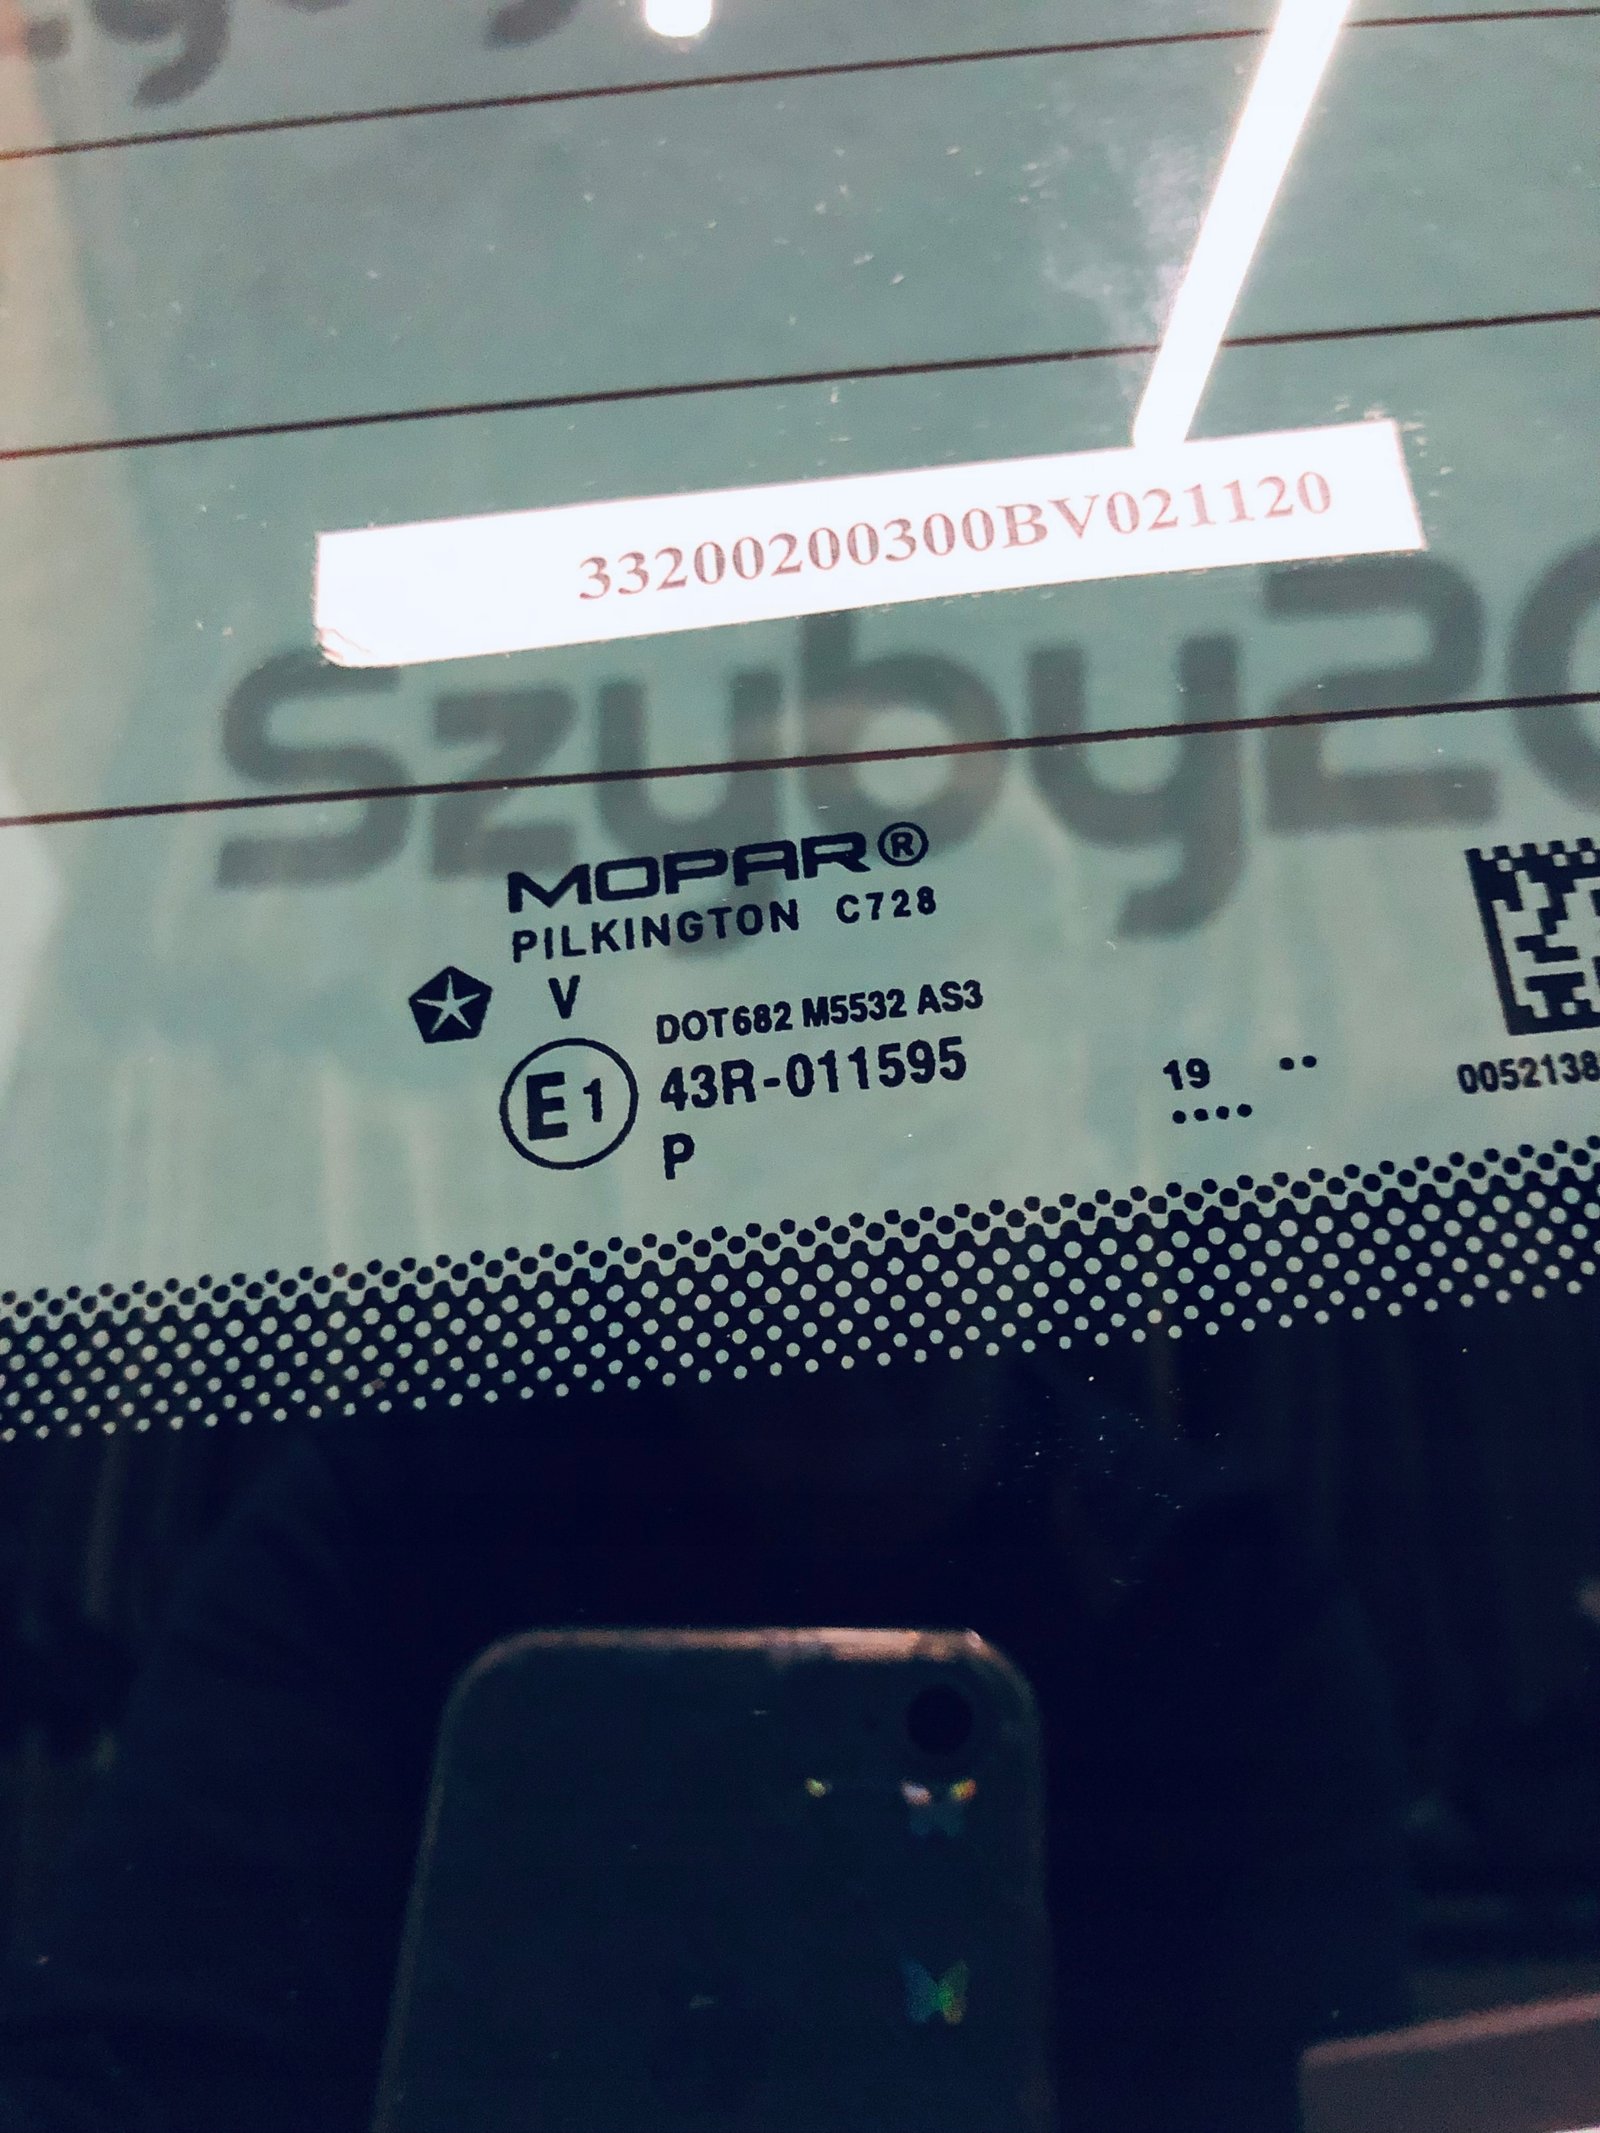 33200200300BV021120
Szyby2
MOPAR®
PILKINGTON C728
V
DOT682 M5532 AS3
E1 43R-011595
P
19 ..
....
0052138